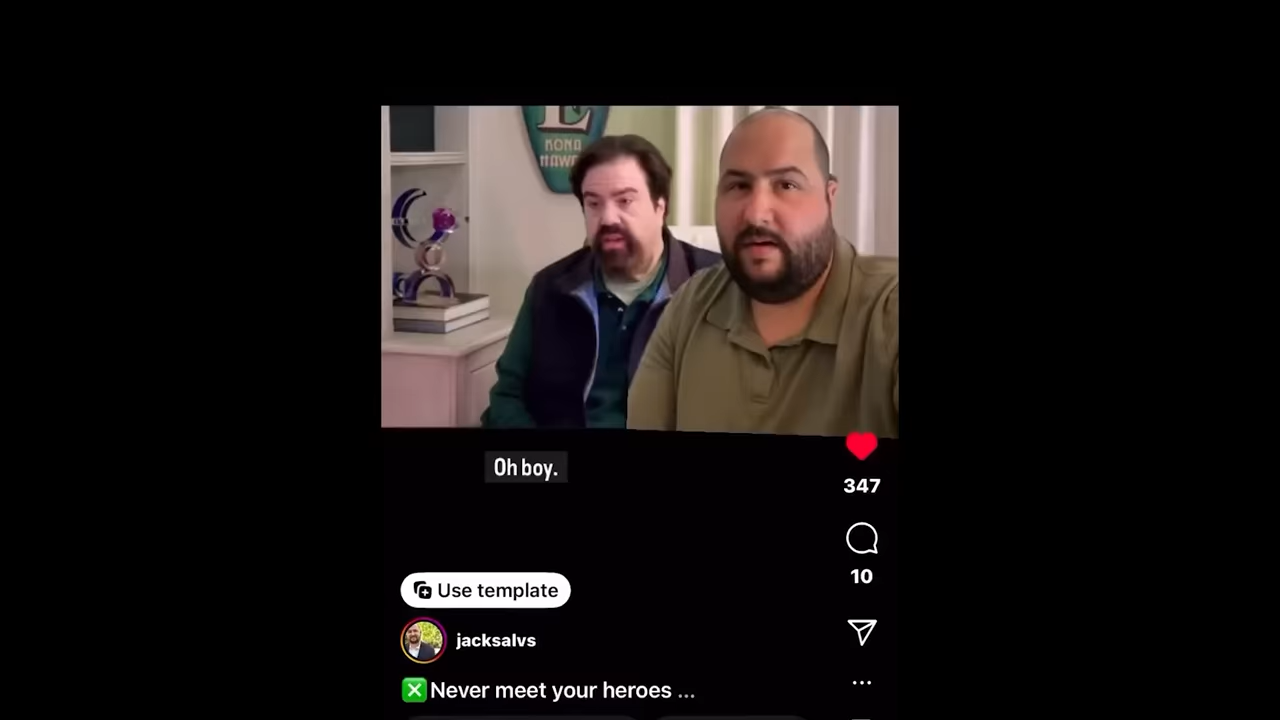 KONA
Oh boy.
347
10
Use template
jacksalvs
Never meet your heroes ...